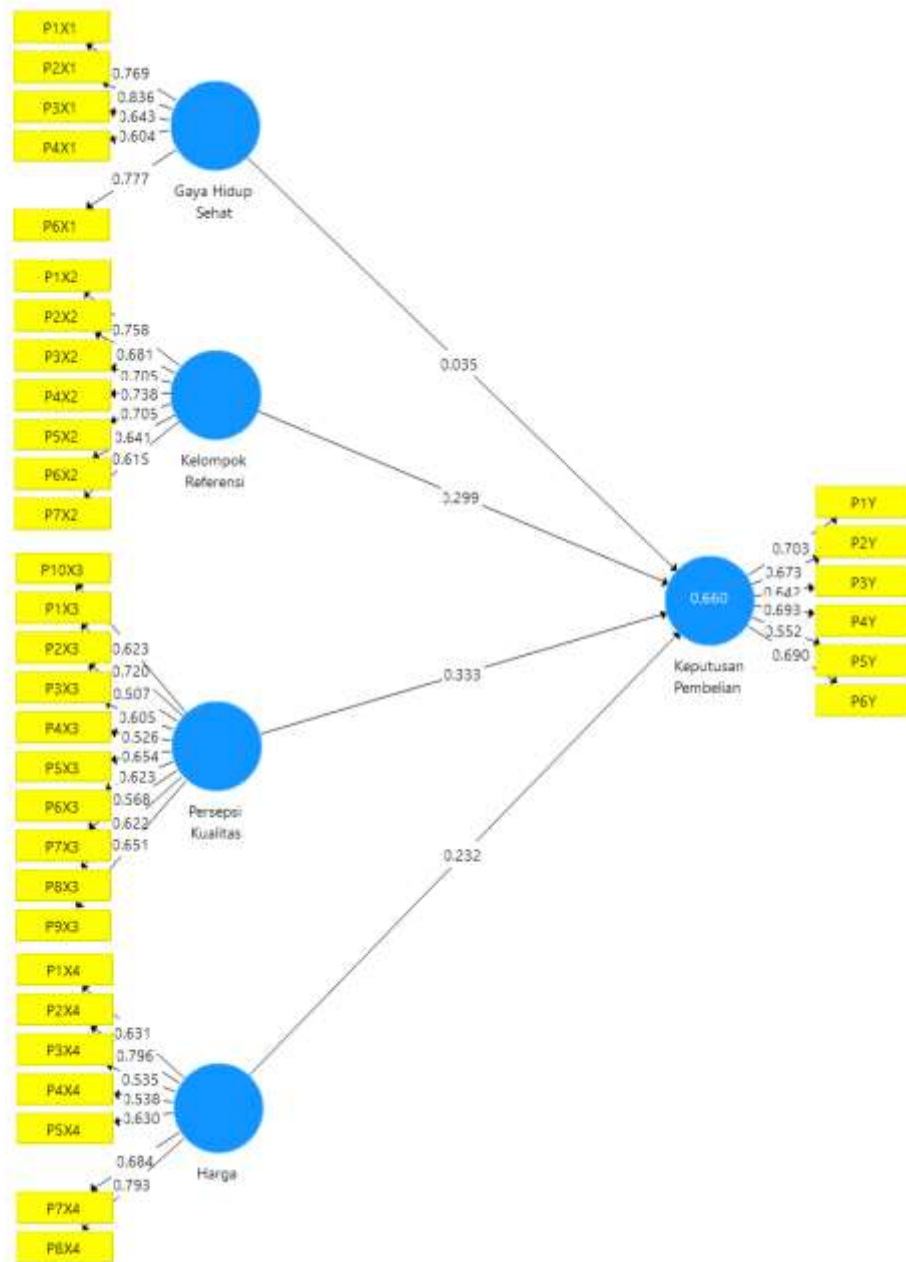 P1X1
P2X1
P3X1
P4X1
P6X1
0.769
0.836
0.643
0.604
0.777
Gaya Hidup
Sehat
0.035
P1X2
P2X2
P3X2
P4X2
P5X2
P6X2
P7X2
0.758
0.681
0.705
0.738
0.705
0.641
0.615
Kelompok
Referensi
0.299
P10X3
P1X3
P2X3
P3X3
P4X3
P5X3
P6X3
P7X3
P8X3
P9X3
0.623
0.720
0.507
0.605
0.526
0.654
0.623
0.568
0.622
0.651
Persepsi
Kualitas
0.333
P1X4
P2X4
P3X4
P4X4
P5X4
P7X4
P8X4
0.631
0.796
0.535
0.538
0.630
0.684
0.793
Harga
0.232
0.660
Keputusan
Pembelian
0.703
0.673
0.642
0.693
0.552
0.690
P1Y
P2Y
P3Y
P4Y
P5Y
P6Y